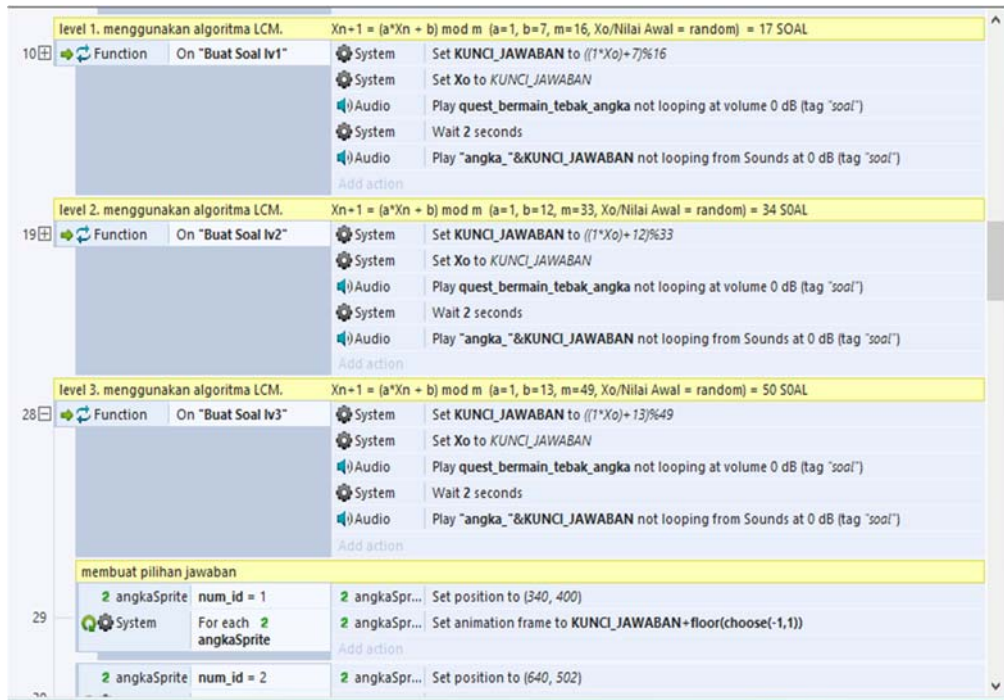 level 1. menggunakan algoritma LCM. Xn+1 = (a*Xn + b) mod m (a=1, b=7, m=16, Xo/Nilai Awal = random) = 17 SOAL
10 Function On "Buat Soal lv1" System Set KUNCI_JAWABAN to ((1*Xo)+7)%16
System Set Xo to KUNCI_JAWABAN
Audio Play quest_bermain_tebak_angka not looping at volume 0 dB (tag "soal")
System Wait 2 seconds
Audio Play "angka_"&KUNCI_JAWABAN not looping from Sounds at 0 dB (tag "soal")
Add action
level 2. menggunakan algoritma LCM. Xn+1 = (a*Xn + b) mod m (a=1, b=12, m=33, Xo/Nilai Awal = random) = 34 S0AL
19 Function On "Buat Soal lv2" System Set KUNCI_JAWABAN to ((1*Xo)+12)%33
System Set Xo to KUNCI_JAWABAN
Audio Play quest_bermain_tebak_angka not looping at volume 0 dB (tag "soal")
System Wait 2 seconds
Audio Play "angka_"&KUNCI_JAWABAN not looping from Sounds at 0 dB (tag "soal")
Add action
level 3. menggunakan algoritma LCM. Xn+1 = (a*Xn + b) mod m (a=1, b=13, m=49, Xo/Nilai Awal = random) = 50 S0AL
28 Function On "Buat Soal lv3" System Set KUNCI_JAWABAN to ((1*Xo)+13)%49
System Set Xo to KUNCI_JAWABAN
Audio Play quest_bermain_tebak_angka not looping at volume 0 dB (tag "soal")
System Wait 2 seconds
Audio Play "angka_"&KUNCI_JAWABAN not looping from Sounds at 0 dB (tag "soal")
Add action
membuat pilihan jawaban
2 angkaSprite num_id = 1 2 angkaSpr... Set position to (340, 400)
29 System For each 2 angkaSprite 2 angkaSpr... Set animation frame to KUNCI_JAWABAN+floor(choose(-1,1))
Add action
2 angkaSprite num_id = 2 2 angkaSpr... Set position to (640, 502)